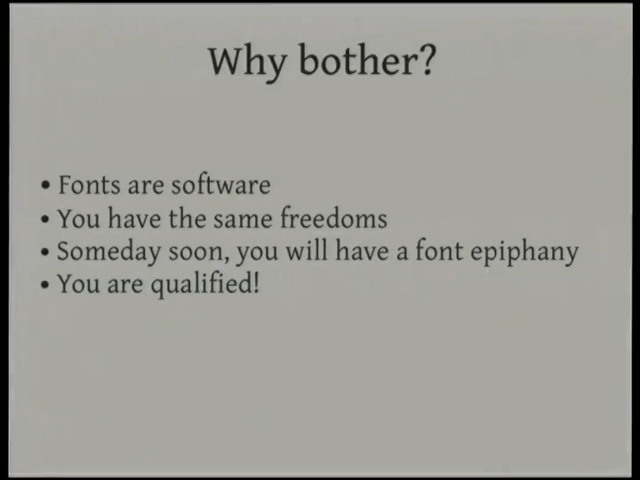 Why bother?
• Fonts are software
• You have the same freedoms
• Someday soon, you will have a font epiphany
• You are qualified!